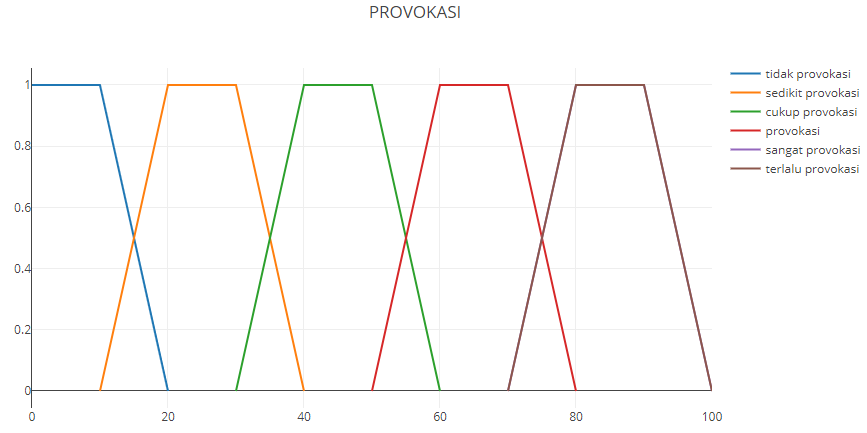 PROVOKASI
1
0.8
0.6
0.4
0.2
0
0 20 40 60 80 100
tidak provokasi
sedikit provokasi
cukup provokasi
provokasi
sangat provokasi
terlalu provokasi